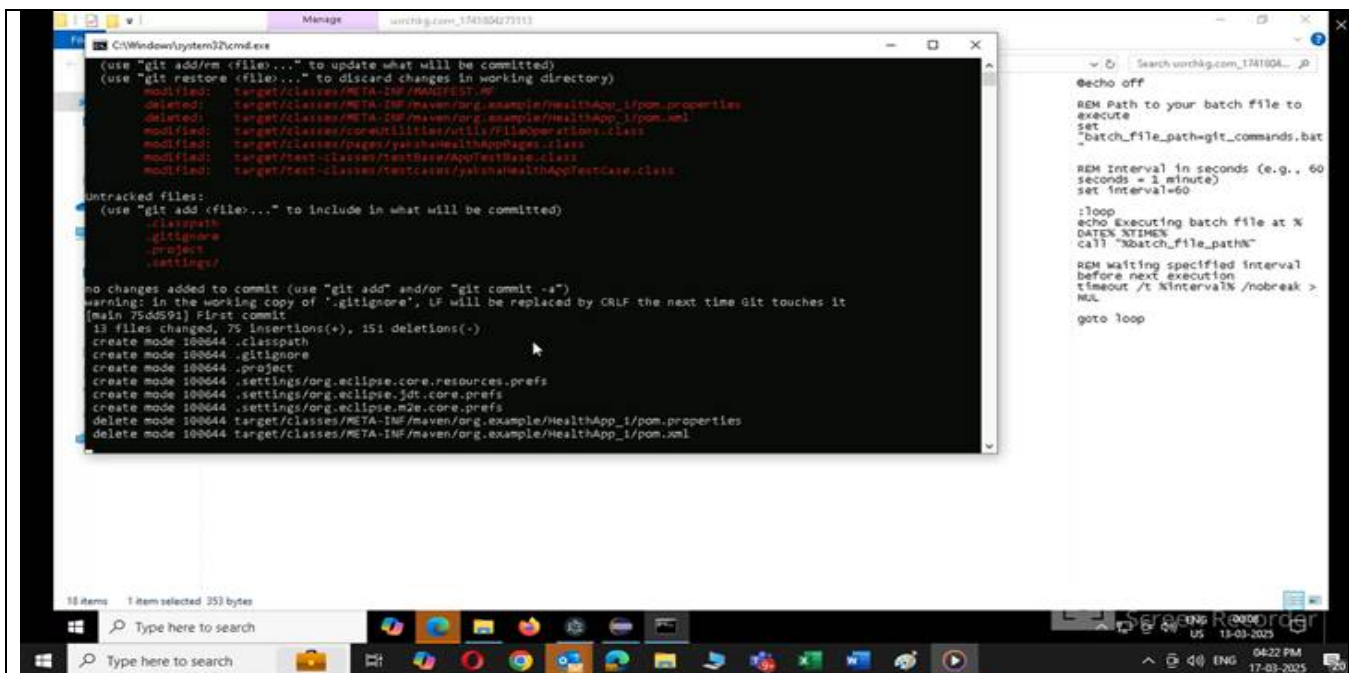 Manage
C:\Windows\system32\cmd.exe
(use "git add/rm <file>..." to update what will be committed)
(use "git restore <file>..." to discard changes in working directory)
modified: target/classes/META-INF/MANIFEST.MF
deleted: target/classes/META-INF/maven/org.example/HealthApp_1/pom.properties
deleted: target/classes/META-INF/maven/org.example/HealthApp_1/pom.xml
modified: target/classes/coreUtilities/utils/FileOperations.class
modified: target/classes/pages/yakshaHealthAppPages.class
modified: target/test-classes/testBase/AppTestBase.class
modified: target/test-classes/testcases/yakshaHealthAppTestCase.class
Untracked files:
(use "git add <file>..." to include in what will be committed)
.classpath
.gitignore
.project
.settings/
no changes added to commit (use "git add" and/or "git commit -a")
warning: in the working copy of '.gitignore', LF will be replaced by CRLF the next time Git touches it
[main 75dd591] First commit
13 files changed, 75 insertions(+), 151 deletions(-)
create mode 100644 .classpath
create mode 100644 .gitignore
create mode 100644 .project
create mode 100644 .settings/org.eclipse.core.resources.prefs
create mode 100644 .settings/org.eclipse.jdt.core.prefs
create mode 100644 .settings/org.eclipse.m2e.core.prefs
delete mode 100644 target/classes/META-INF/maven/org.example/HealthApp_1/pom.properties
delete mode 100644 target/classes/META-INF/maven/org.example/HealthApp_1/pom.xml
Search
@echo off
REM Path to your batch file to
execute
set
"batch_file_path=git_commands.bat
"
REM Interval in seconds (e.g., 60
seconds = 1 minute)
set interval=60
:loop
echo Executing batch file at %
DATE% %TIME%
call "%batch_file_path%"
REM Waiting specified interval
before next execution
timeout /t %interval% /nobreak >
NUL
goto loop
18 items 1 item selected 353 bytes
Type here to search
Screen Recorder
ENG
US 13-03-2025
Type here to search
ENG
04:22 PM
17-03-2025
20